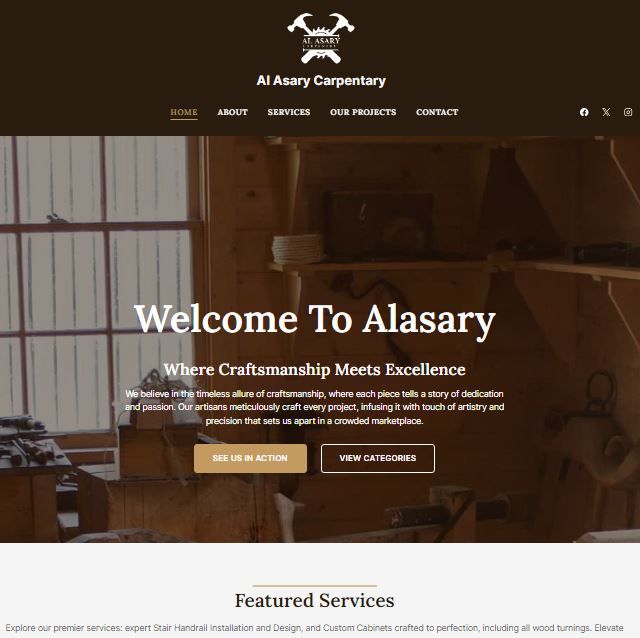 AL ASARY
CARPENTRY
Al Asary Carpentary
HOME ABOUT SERVICES OUR PROJECTS CONTACT
Welcome To Alasary
Where Craftsmanship Meets Excellence
We believe in the timeless allure of craftsmanship, where each piece tells a story of dedication
and passion. Our artisans meticulously craft every project, infusing it with touch of artistry and
precision that sets us apart in a crowded marketplace.
SEE US IN ACTION VIEW CATEGORIES
Featured Services
Explore our premier services: expert Stair Handrail Installation and Design, and Custom Cabinets crafted to perfection, including all wood turnings. Elevate